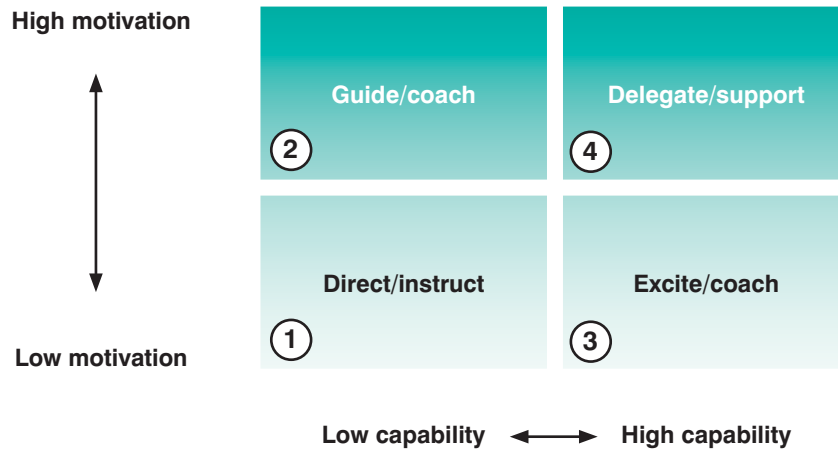 High motivation
Guide/coach
Delegate/support
2
4
Direct/instruct
Excite/coach
1
3
Low motivation
Low capability
High capability